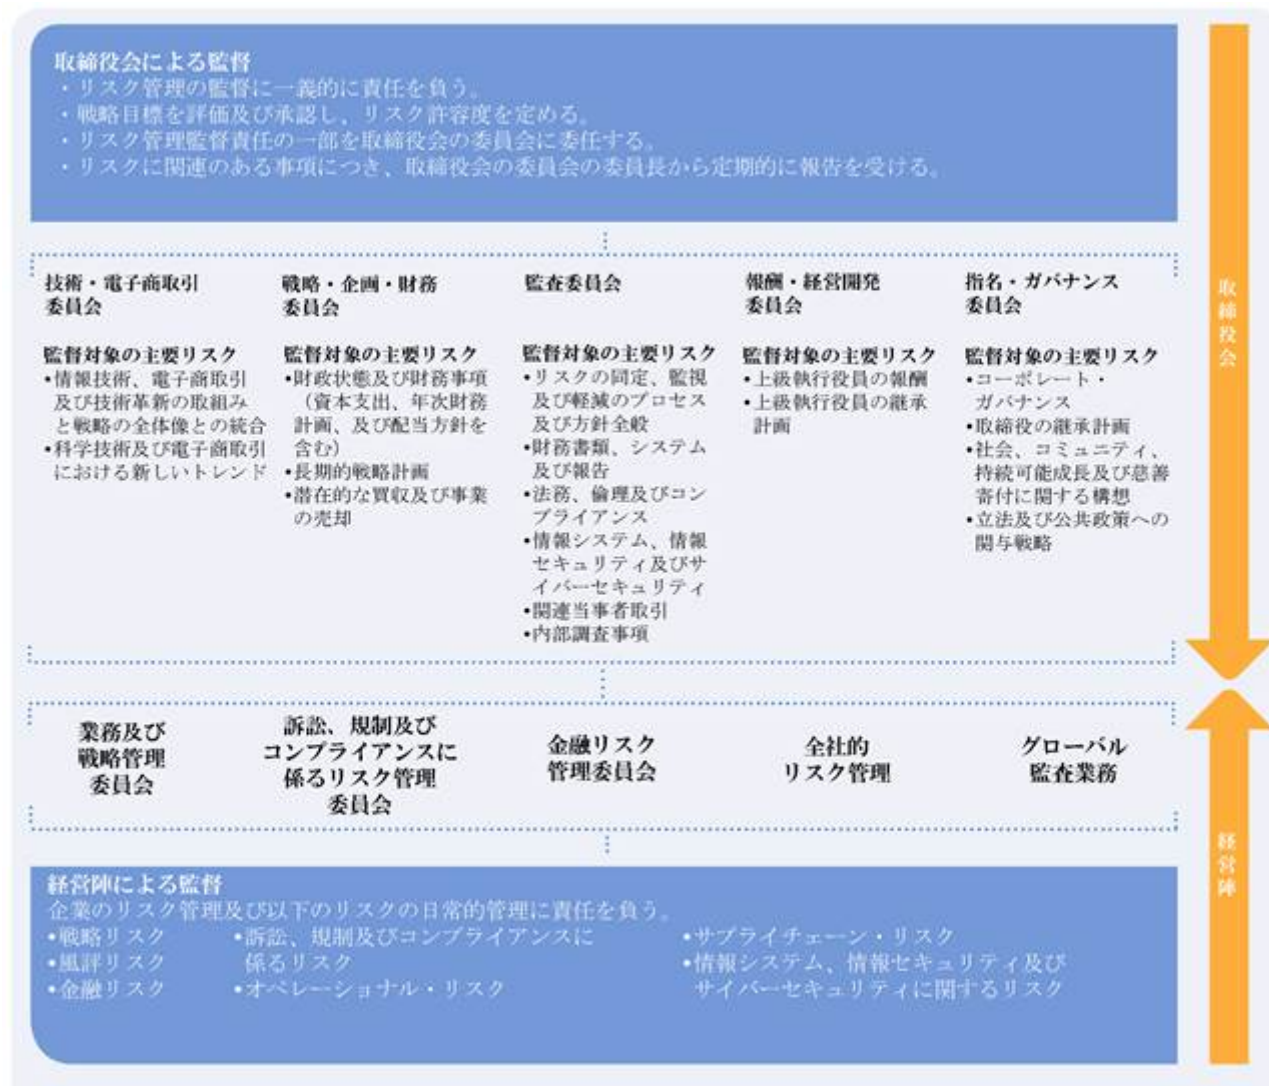 取締役会による監督
・リスク管理の監督に一義的に責任を負う。
・戦略目標を評価及び承認し、リスク許容度を定める。
・リスク管理監督責任の一部を取締役会の委員会に委任する。
・リスクに関連のある事項につき、取締役会の委員会の委員長から定期的に報告を受ける。
技術・電子商取引
委員会
監督対象の主要リスク
•情報技術、電子商取引
及び技術革新の取組み
と戦略の全体像との統合
•科学技術及び電子商取引
における新しいトレンド
戦略・企画・財務
委員会
監督対象の主要リスク
•財政状態及び財務事項
（資本支出、年次財務
計画、及び配当方針を
含む）
•長期的戦略計画
•潜在的な買収及び事業
の売却
監査委員会
監督対象の主要リスク
•リスクの同定、監視
及び軽減のプロセス
及び方針全般
•財務書類、システム
及び報告
•法務、倫理及びコン
プライアンス
•情報システム、情報
セキュリティ及びサ
イバーセキュリティ
•関連当事者取引
•内部調査事項
報酬・経営開発
委員会
監督対象の主要リスク
•上級執行役員の報酬
•上級執行役員の継承
計画
指名・ガバナンス
委員会
監督対象の主要リスク
•コーポレート・
ガバナンス
•取締役の継承計画
•社会、コミュニティ、
持続可能成長及び慈善
寄付に関する構想
•立法及び公共政策への
関与戦略
取締役会
業務及び
戦略管理
委員会
訴訟、規制及び
コンプライアンスに
係るリスク管理
委員会
金融リスク
管理委員会
全社的
リスク管理
グローバル
監査業務
経営陣
経営陣による監督
企業のリスク管理及び以下のリスクの日常的管理に責任を負う。
•戦略リスク
•風評リスク
•金融リスク
•訴訟、規制及びコンプライアンスに
係るリスク
•オペレーショナル・リスク
•サプライチェーン・リスク
•情報システム、情報セキュリティ及び
サイバーセキュリティに関するリスク